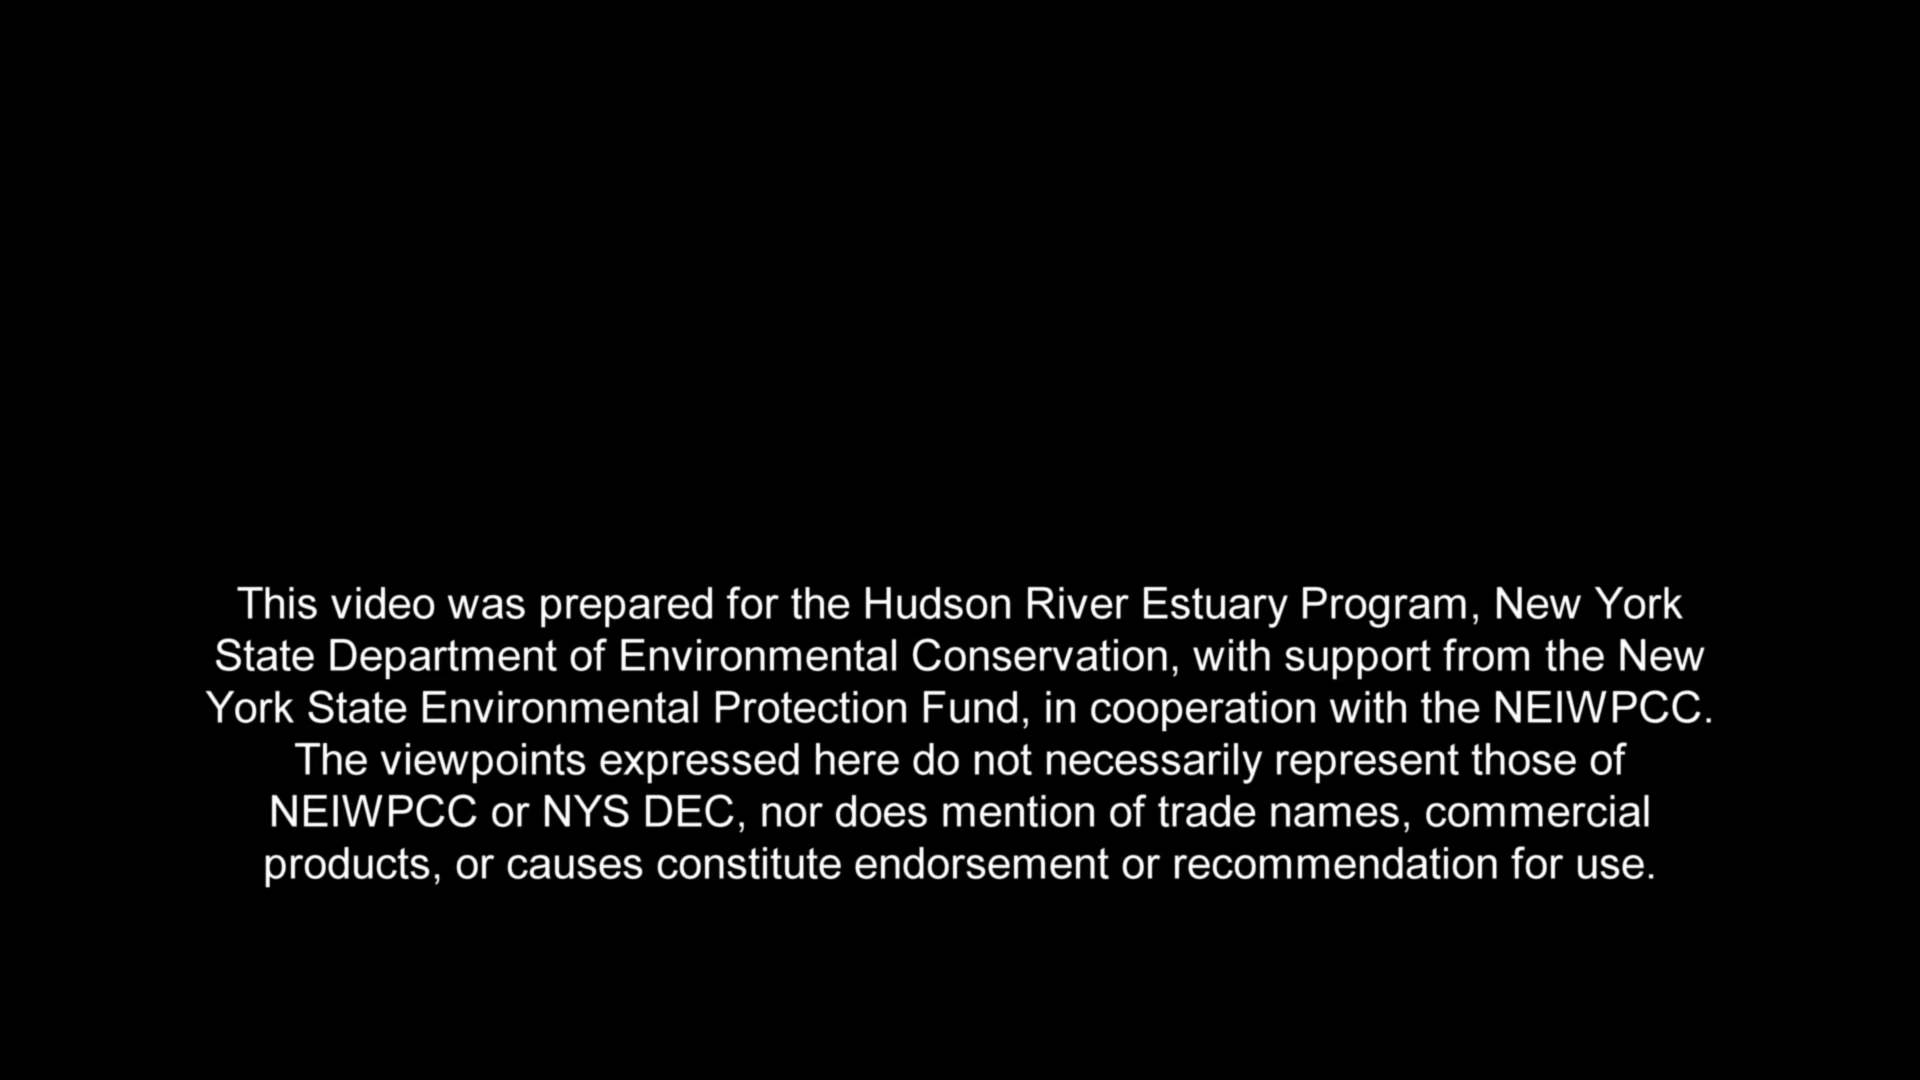 This video was prepared for the Hudson River Estuary Program, New York
State Department of Environmental Conservation, with support from the New
York State Environmental Protection Fund, in cooperation with the NEIWPCC.
The viewpoints expressed here do not necessarily represent those of
NEIWPCC or NYS DEC, nor does mention of trade names, commercial
products, or causes constitute endorsement or recommendation for use.